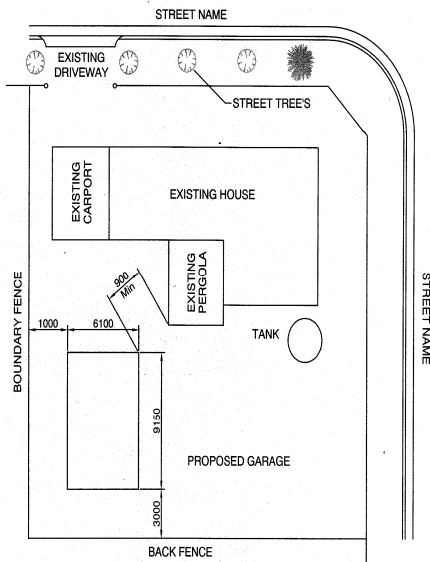 STREET NAME
EXISTING
DRIVEWAY
STREET TREE'S
EXISTING
CARPORT
EXISTING HOUSE
EXISTING
PERGOLA
900
Min
BOUNDARY FENCE
STREET NAME
1000
6100
TANK
9150
PROPOSED GARAGE
3000
BACK FENCE